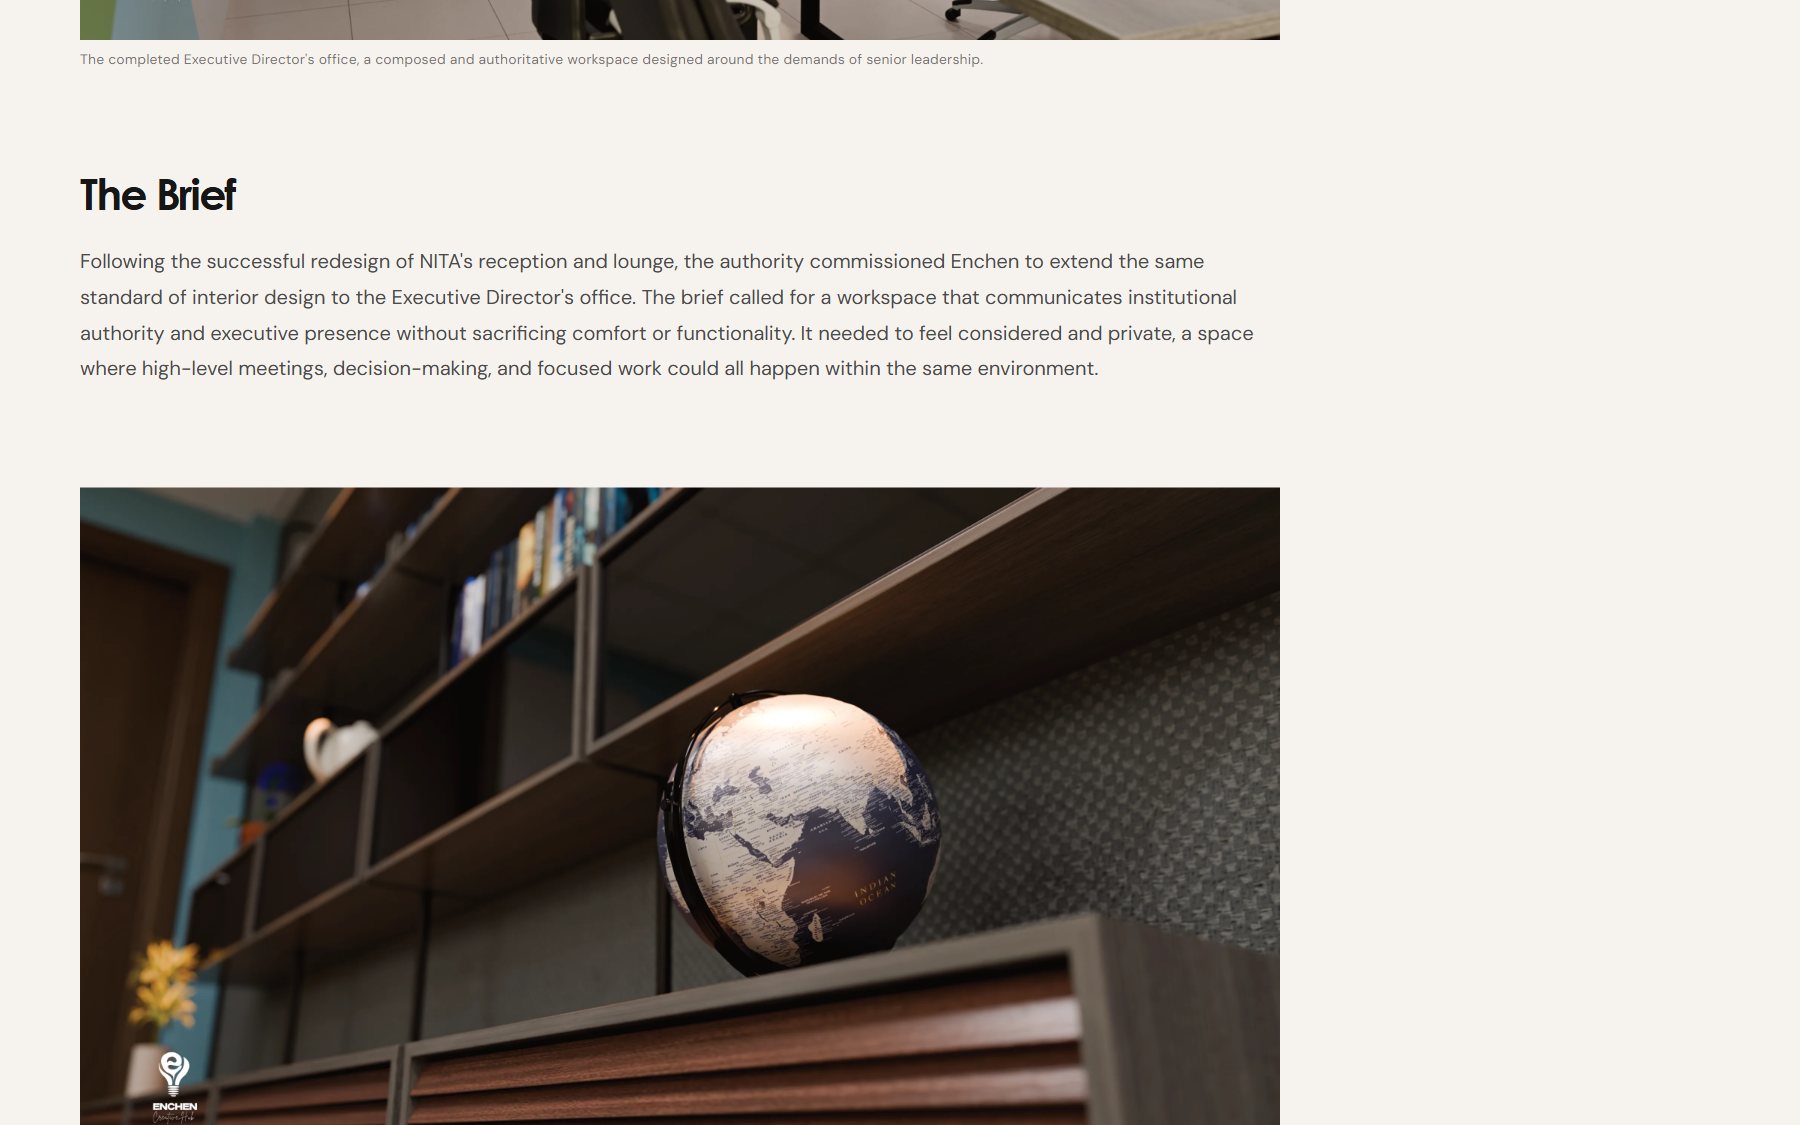 The completed Executive Director's office, a composed and authoritative workspace designed around the demands of senior leadership.
The Brief
Following the successful redesign of NITA's reception and lounge, the authority commissioned Enchen to extend the same
standard of interior design to the Executive Director's office. The brief called for a workspace that communicates institutional
authority and executive presence without sacrificing comfort or functionality. It needed to feel considered and private, a space
where high-level meetings, decision-making, and focused work could all happen within the same environment.
INDIAN
OCEAN
ENCHEN
Creative Hub